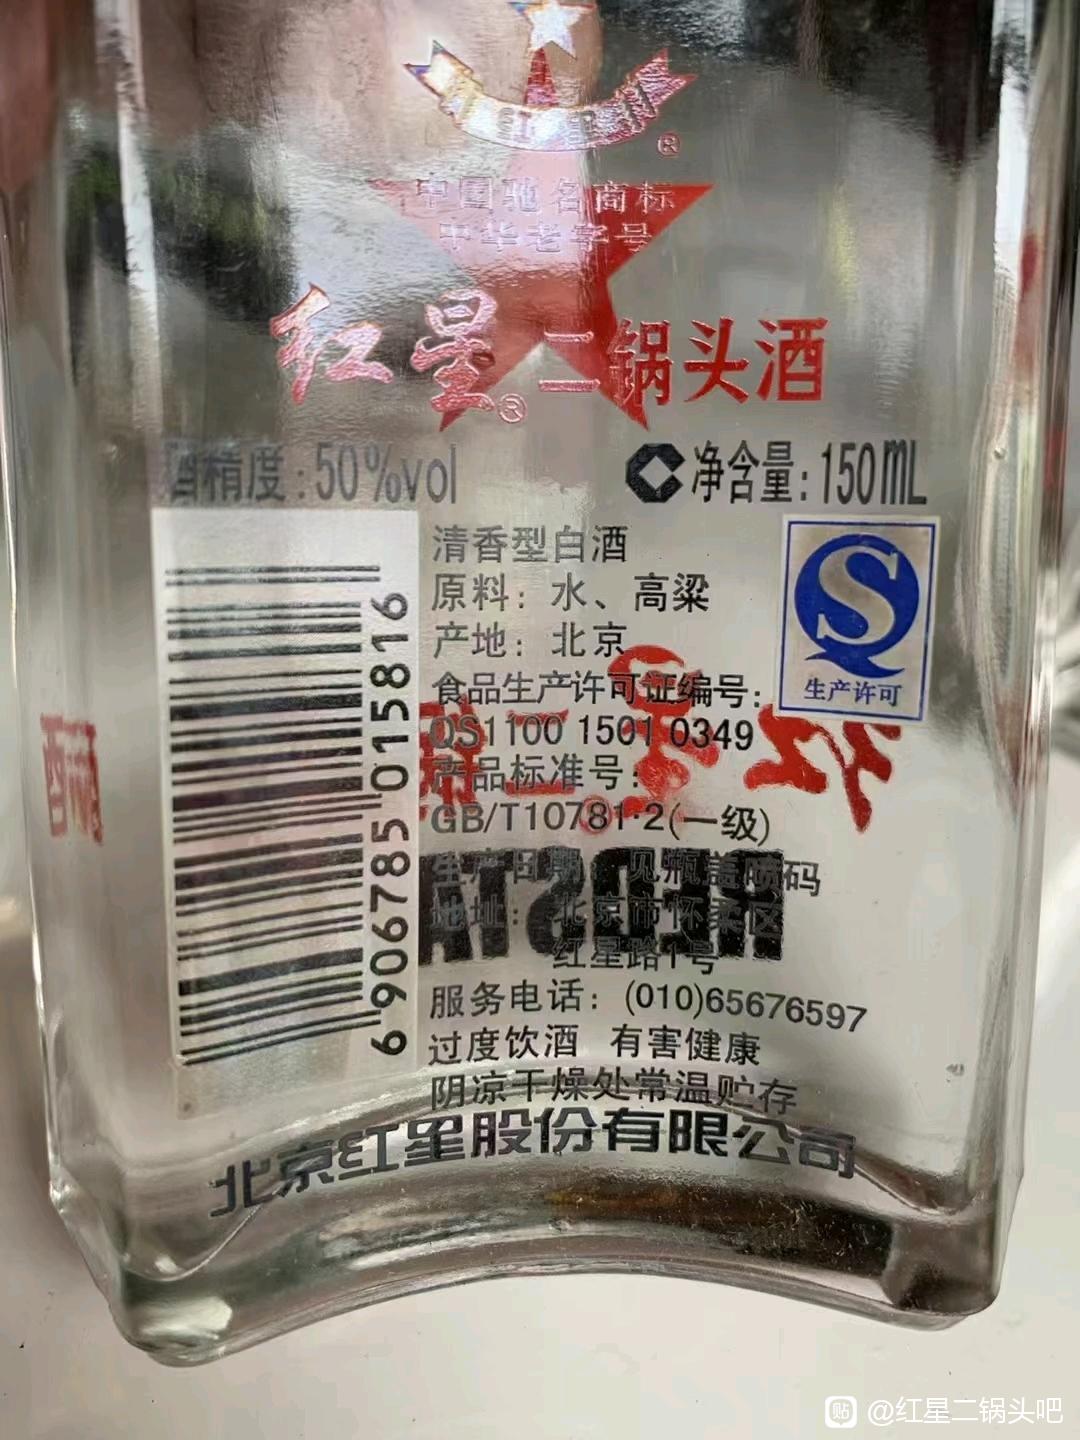 红星
®
中国驰名商标
中华老字号
红星® 二锅头酒
酒精度:50%vol
净含量:150mL
清香型白酒
原料：水、高粱
产地：北京
食品生产许可证编号：
QS1100 1501 0349
产品标准号：
GB/T10781·2(一级)
生产日期：见瓶盖喷码
地址：北京市怀柔区
红星路1号
服务电话：(010)65676597
过度饮酒 有害健康
阴凉干燥处常温贮存
北京红星股份有限公司
6 906785 015816
生产许可
REDSTA
贴 @红星二锅头吧